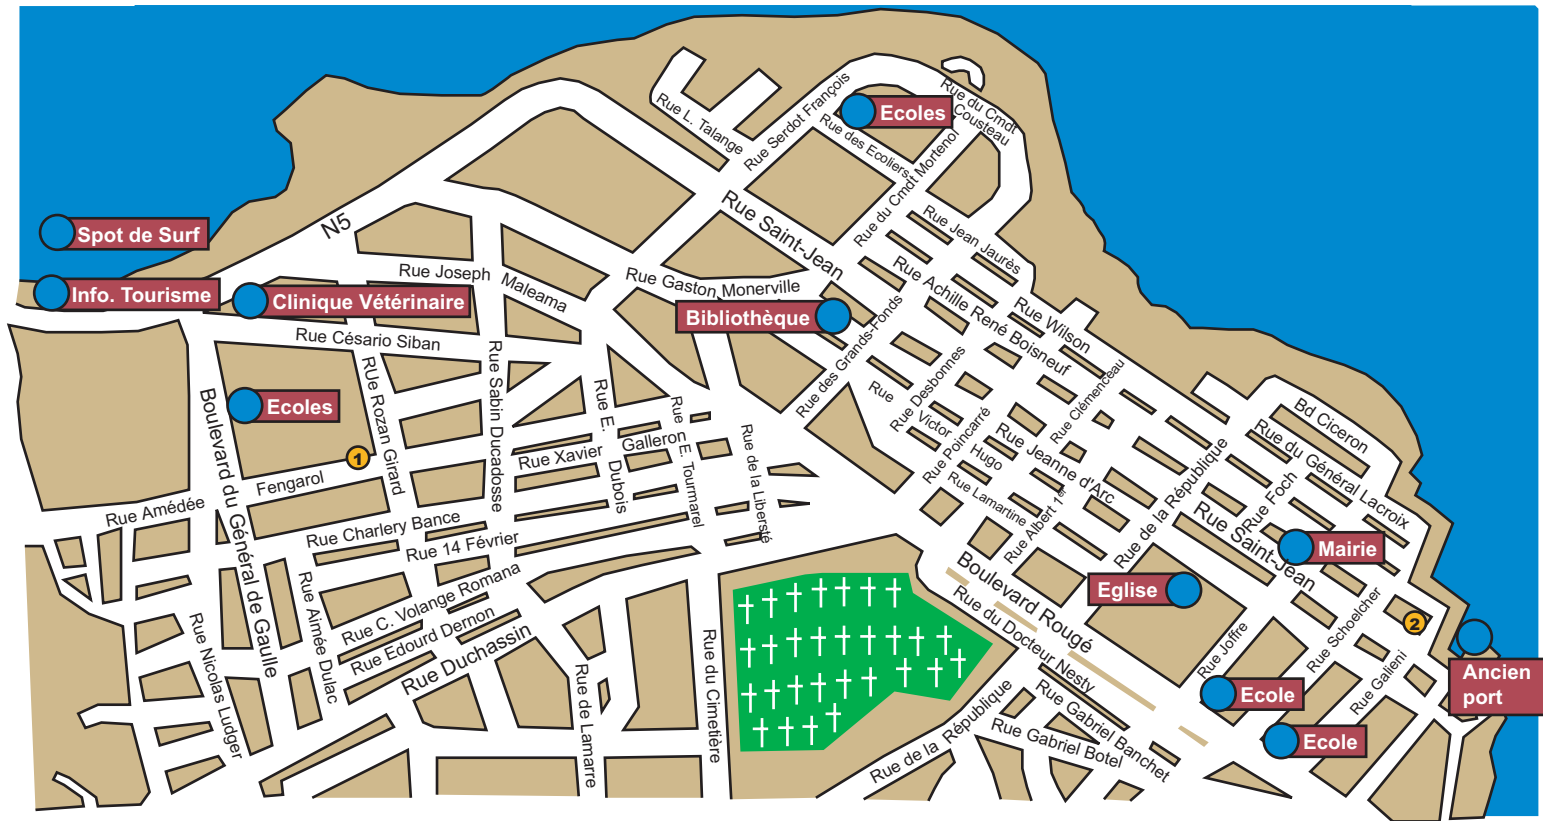 Rue L. Talange
Rue Serdot François
Ecoles
Rue du Cmdt
Cousteau
Rue des Ecoliers
Rue du Cmdt Mortenol
Spot de Surf
N5
Rue Saint-Jean
Rue Jean Jaurès
Info. Tourisme
Clinique Vétérinaire
Rue Joseph Maleama
Rue Gaston Monerville
Bibliothèque
Rue Achille René Boisneuf
Rue Wilson
Rue Césario Siban
RUe Rozan Girard
Rue Sabin Ducadosse
Rue des Grands-Fonds
Rue Desbonnes
Rue Clémenceau
Ecoles
Boulevard du Général de Gaulle
Rue E. Dubois
Rue E. Tourmarel
Rue de la Libersté
Rue Victor Hugo
Rue Poincarré
Rue Jeanne d'Arc
Bd Ciceron
Rue du Général Lacroix
1
Rue Xavier Galleron
Rue Amédée Fengarol
Rue Lamartine
Rue Albert 1er
Rue de la République
Rue Foch
Rue Saint-Jean
Rue Charlery Bance
Rue 14 Février
Mairie
Rue C. Volange Romana
Rue Edourd Dernon
Rue Duchassin
Rue Aimée Dulac
Rue Nicolas Ludger
Boulevard Rougé
Eglise
Rue du Docteur Nesty
Rue Joffre
Rue Schoelcher
Rue Galieni
2
Ancien
port
Rue de Lamarre
Rue du Cimetière
Rue de la République
Rue Gabriel Banchet
Rue Gabriel Botel
Ecole
Ecole